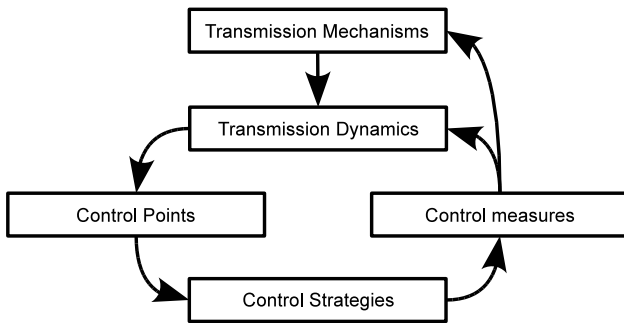 Transmission Mechanisms
Transmission Dynamics
Control Points
Control measures
Control Strategies